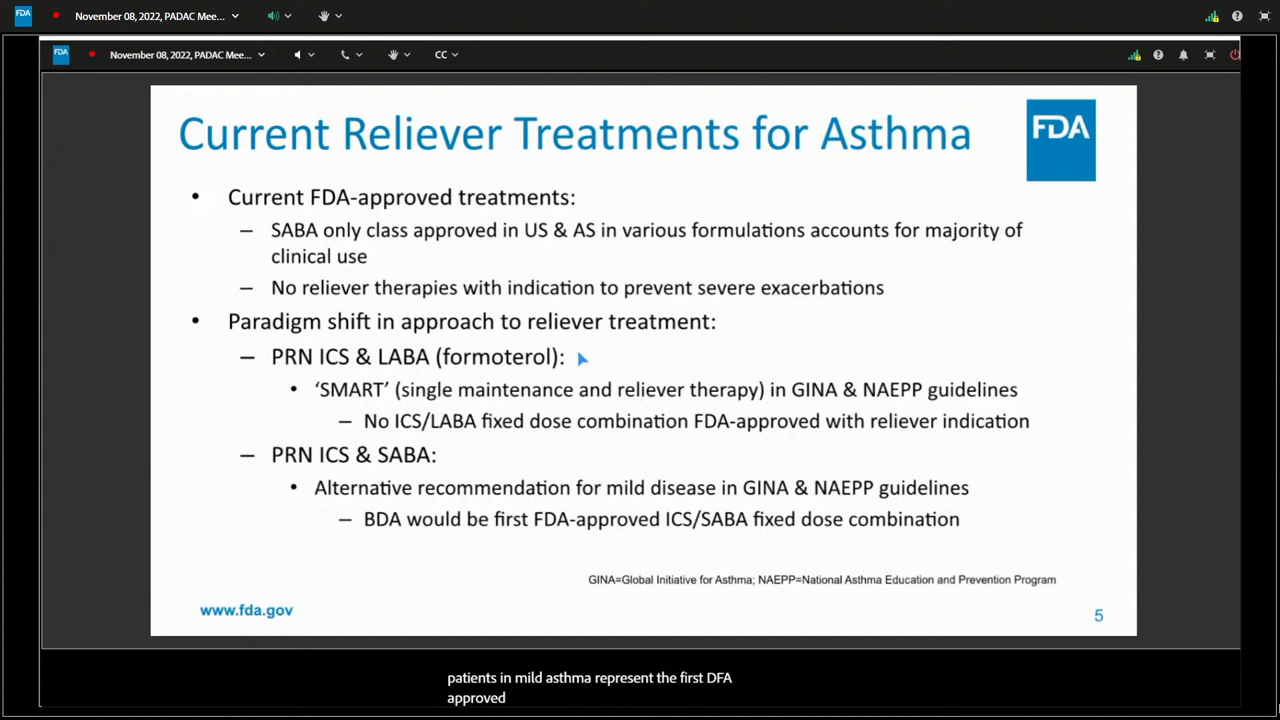 FDA
November 08, 2022, PADAC Mee...
FDA
November 08, 2022, PADAC Mee...
CC
Current Reliever Treatments for Asthma
FDA
• Current FDA-approved treatments:
– SABA only class approved in US & AS in various formulations accounts for majority of
clinical use
– No reliever therapies with indication to prevent severe exacerbations
• Paradigm shift in approach to reliever treatment:
– PRN ICS & LABA (formoterol):
• ‘SMART’ (single maintenance and reliever therapy) in GINA & NAEPP guidelines
– No ICS/LABA fixed dose combination FDA-approved with reliever indication
– PRN ICS & SABA:
• Alternative recommendation for mild disease in GINA & NAEPP guidelines
– BDA would be first FDA-approved ICS/SABA fixed dose combination
GINA=Global Initiative for Asthma; NAEPP=National Asthma Education and Prevention Program
www.fda.gov
5
patients in mild asthma represent the first DFA
approved